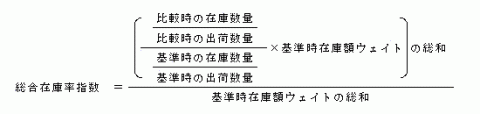 比較時の在庫数量
比較時の出荷数量
基準時の在庫数量
基準時の出荷数量
×基準時在庫額ウェイト
の総和
総合在庫率指数 =
基準時在庫額ウェイトの総和